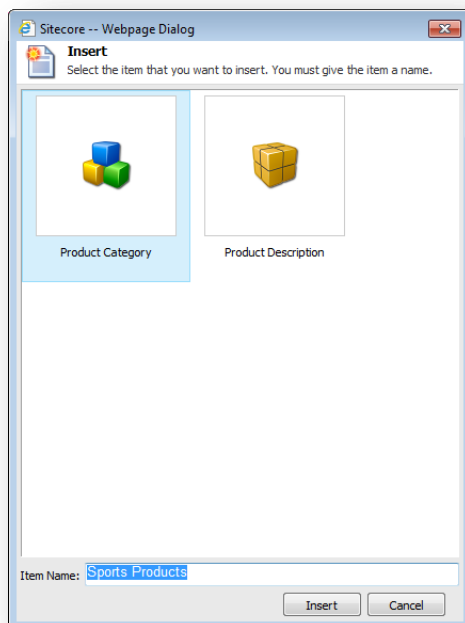 Sitecore -- Webpage Dialog
Insert
Select the item that you want to insert. You must give the item a name.
Product Category
Product Description
Item Name: Sports Products
Insert
Cancel